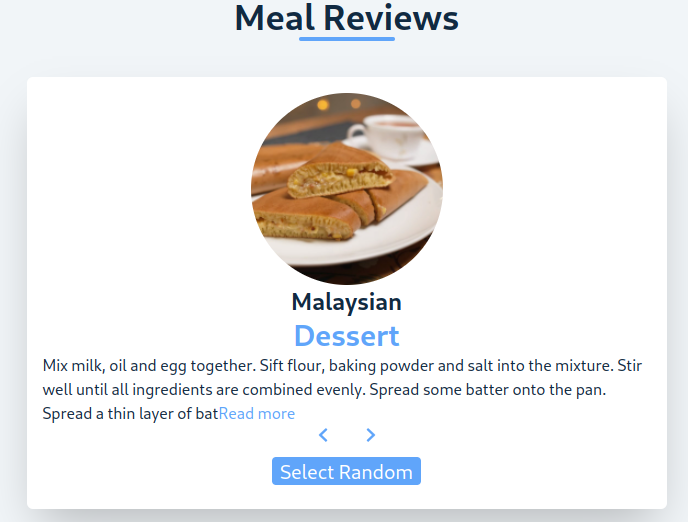 Meal Reviews
Malaysian
Dessert
Mix milk, oil and egg together. Sift flour, baking powder and salt into the mixture. Stir
well until all ingredients are combined evenly. Spread some batter onto the pan.
Spread a thin layer of batRead more
Select Random